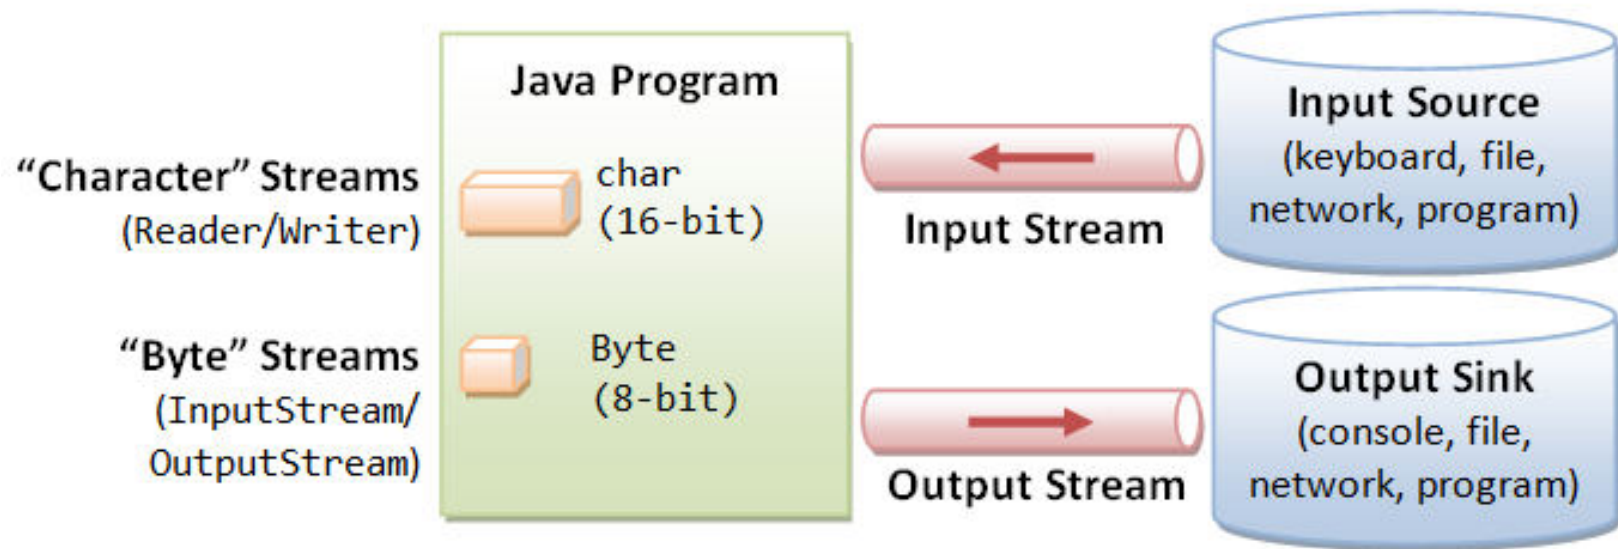 “Character” Streams
(Reader/Writer)
“Byte” Streams
(InputStream/
OutputStream)
Java Program
char
(16-bit)
Byte
(8-bit)
Input Stream
Output Stream
Input Source
(keyboard, file,
network, program)
Output Sink
(console, file,
network, program)